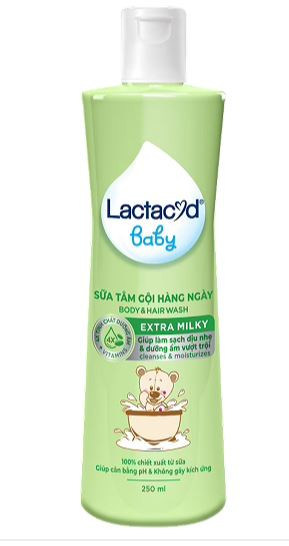 Lactacyd®
baby
SỮA TẮM GỘI HÀNG NGÀY
BODY & HAIR WASH
EXTRA MILKY
4X
VITAMIN
Giúp làm sạch dịu nhẹ
& dưỡng ẩm vượt trội
cleanses & moisturizes
100% chiết xuất từ sữa
Giúp cân bằng pH & Không gây kích ứng
250 ml